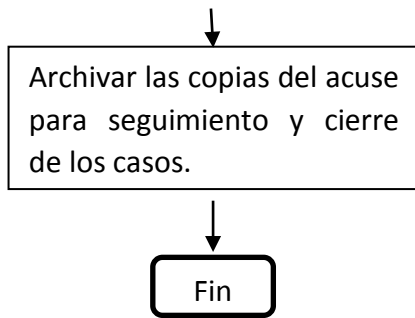 Archivar las copias del acuse
para seguimiento y cierre
de los casos.
Fin